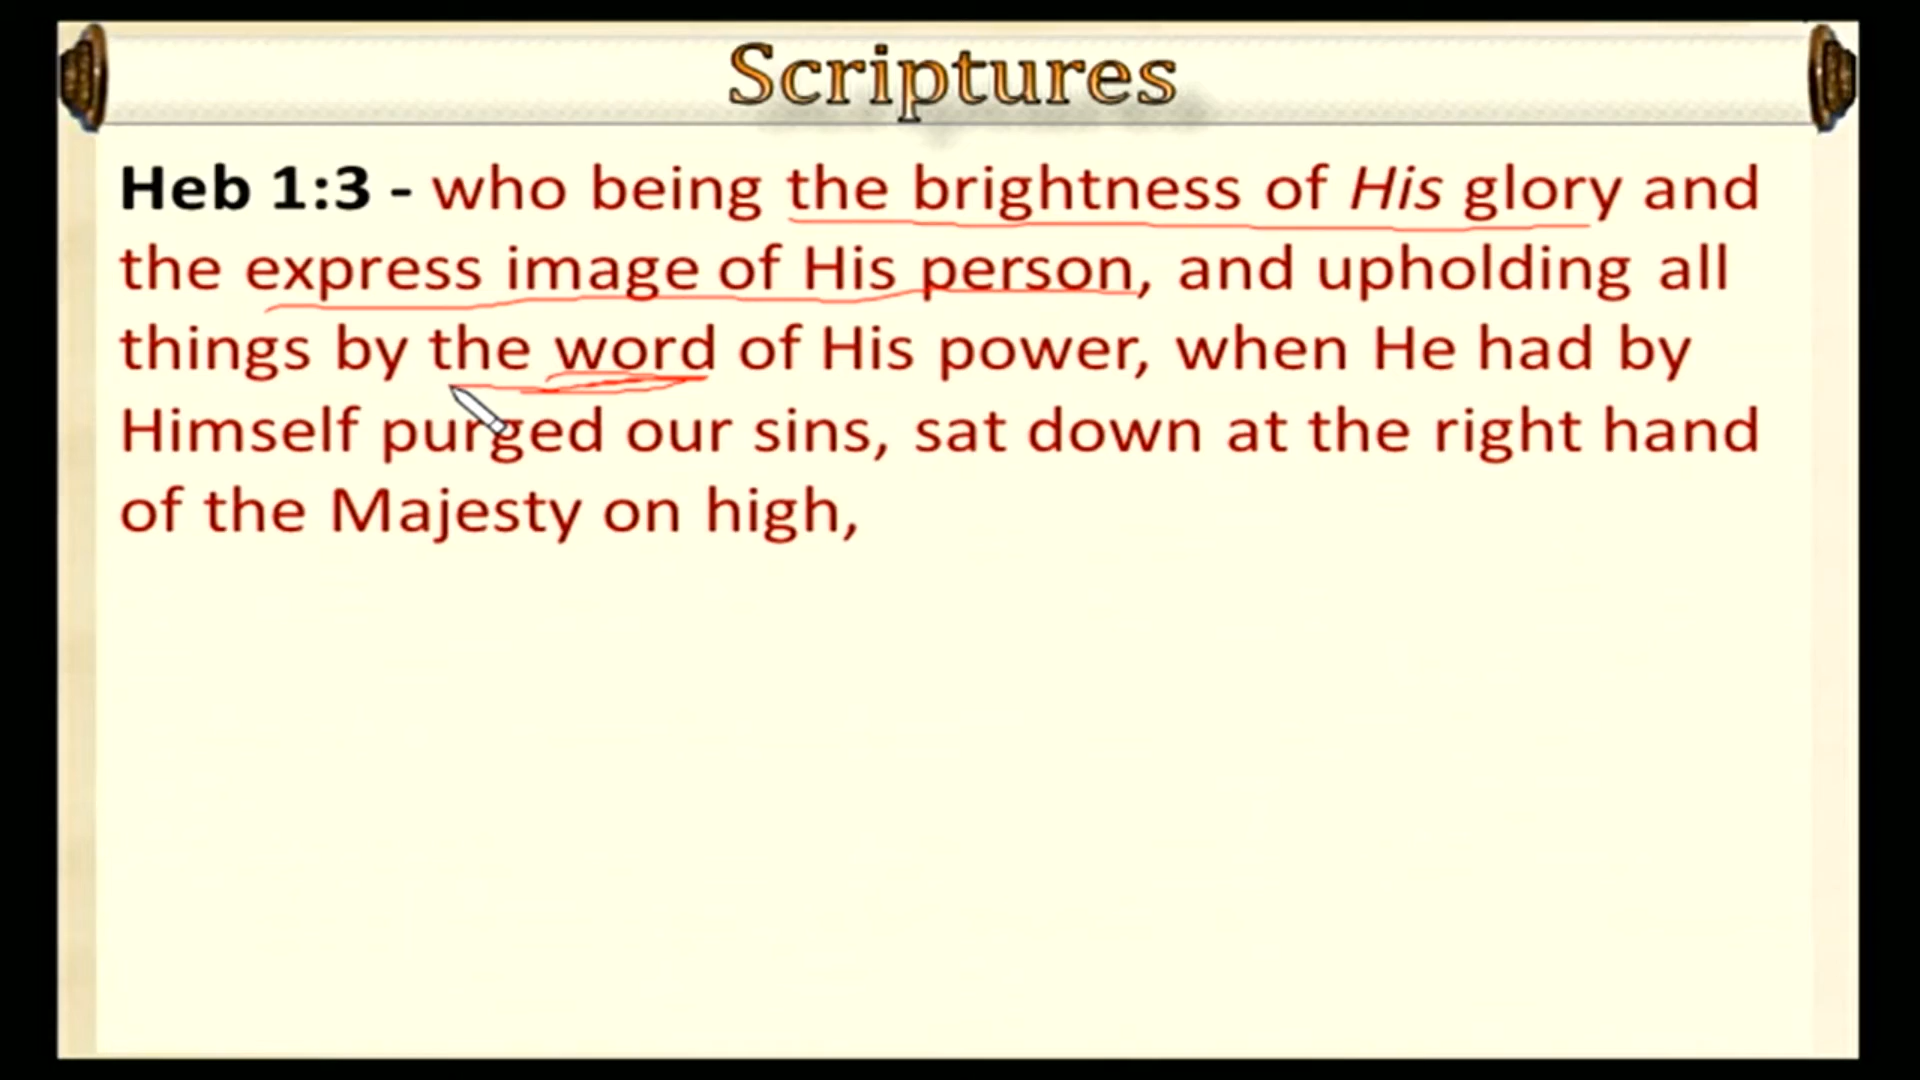 Scriptures
Heb 1:3 - who being the brightness of His glory and
the express image of His person, and upholding all
things by the word of His power, when He had by
Himself purged our sins, sat down at the right hand
of the Majesty on high,